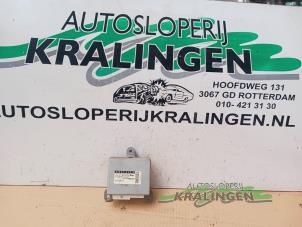 AUTOSLOPERIJ
KRALINGEN
HOOFDWEG 131
3067 GD ROTTERDAM
010- 421 31 30
AUTOSLOPERIJKRALINGEN.NL
AUTOSLOPERIJ
KRALINGEN